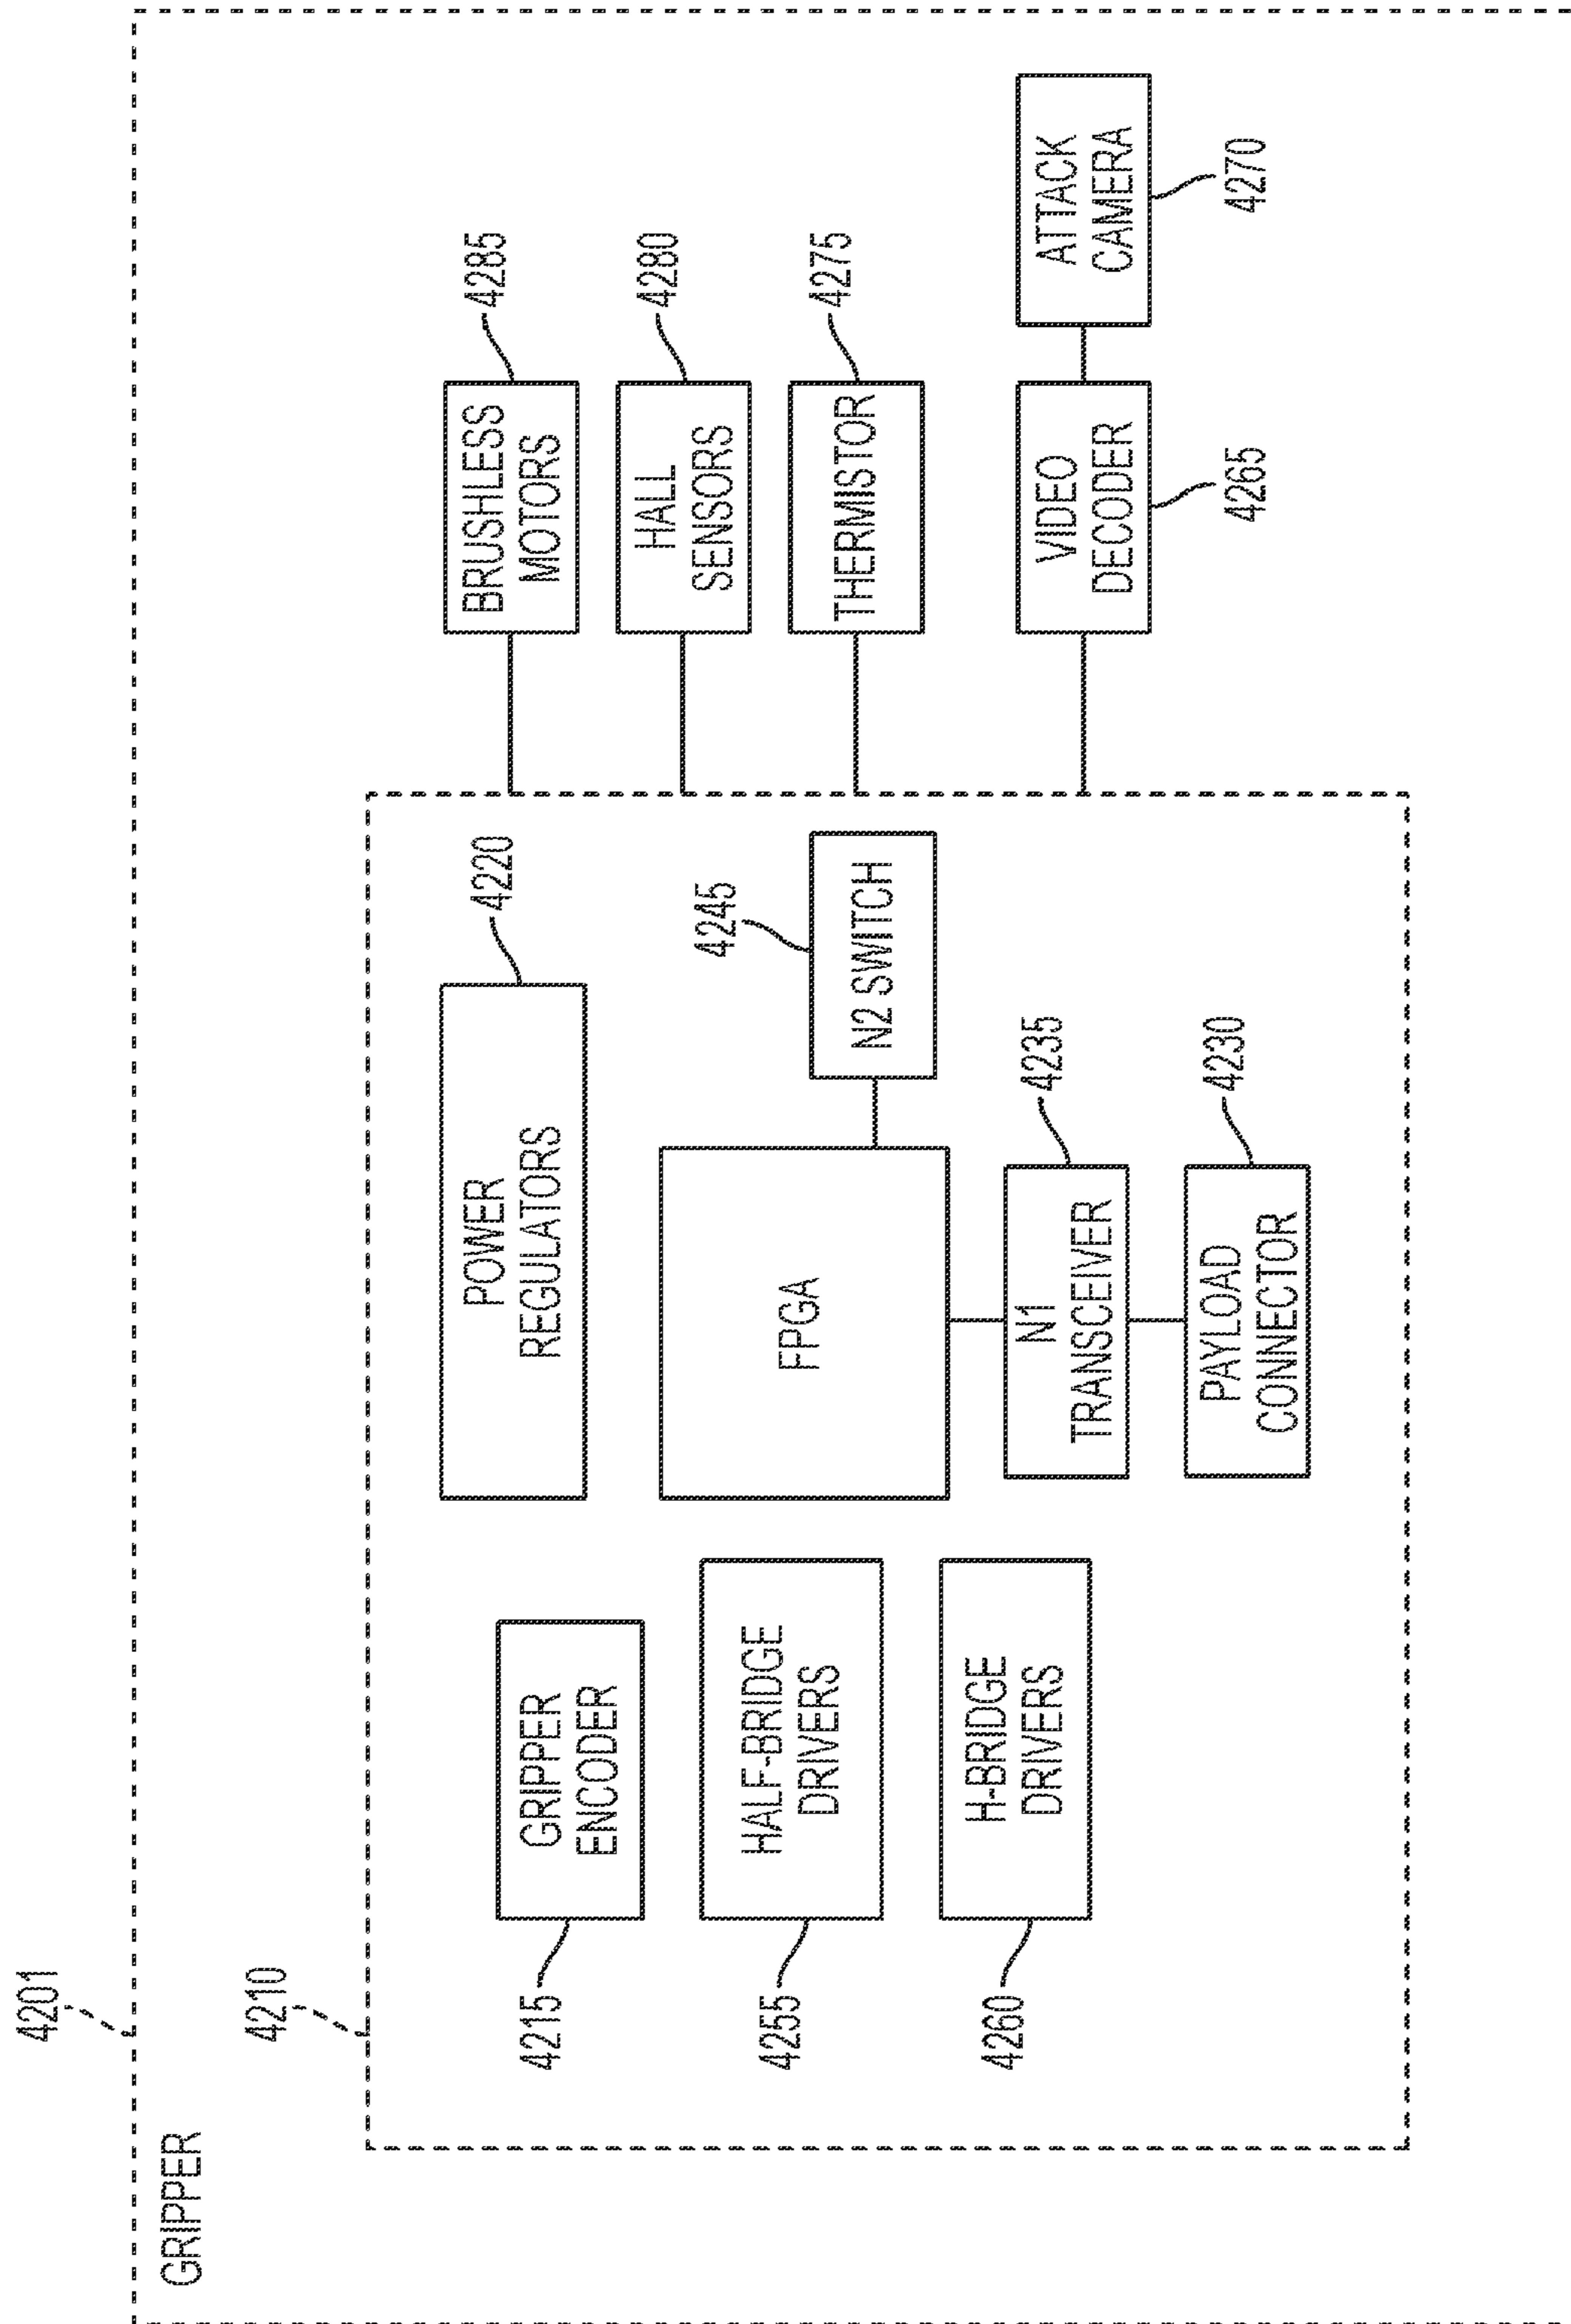 4201
GRIPPER
4210
4215
GRIPPER
ENCODER
4220
POWER
REGULATORS
4255
HALF-BRIDGE
DRIVERS
FPGA
4245
N2 SWITCH
4260
H-BRIDGE
DRIVERS
4235
N1
TRANSCEIVER
4230
PAYLOAD
CONNECTOR
4285
BRUSHLESS
MOTORS
4280
HALL
SENSORS
4275
THERMISTOR
VIDEO
DECODER
4265
ATTACK
CAMERA
4270